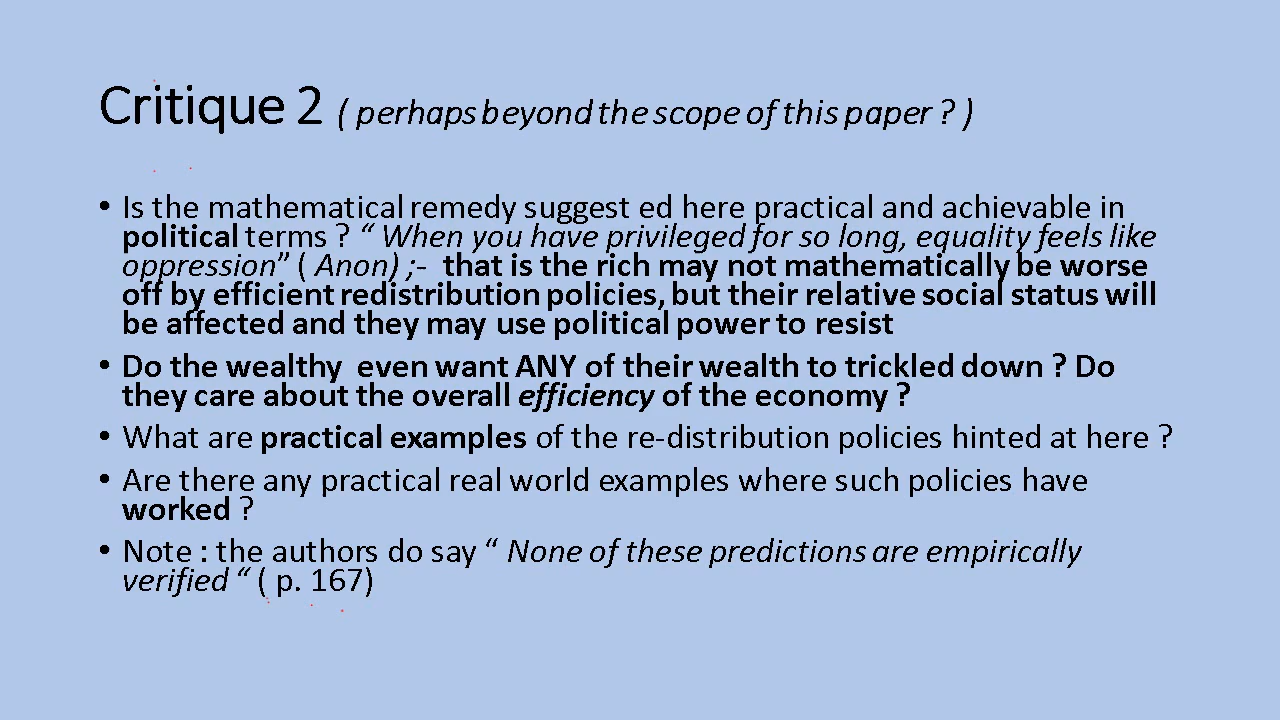 Critique 2 ( perhaps beyond the scope of this paper ? )
• Is the mathematical remedy suggest ed here practical and achievable in
political terms ? “ When you have privileged for so long, equality feels like
oppression” ( Anon) ;- that is the rich may not mathematically be worse
off by efficient redistribution policies, but their relative social status will
be affected and they may use political power to resist
• Do the wealthy even want ANY of their wealth to trickled down ? Do
they care about the overall efficiency of the economy ?
• What are practical examples of the re-distribution policies hinted at here ?
• Are there any practical real world examples where such policies have
worked ?
• Note : the authors do say “ None of these predictions are empirically
verified “ ( p. 167)